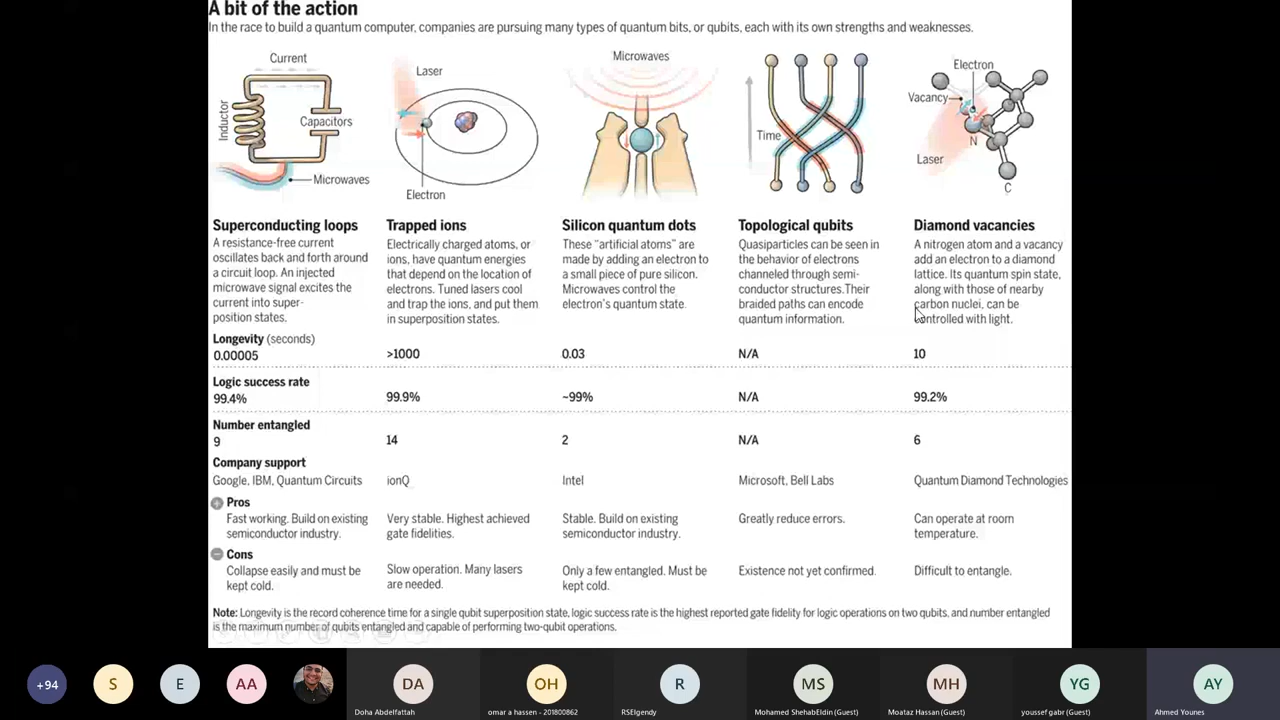 A bit of the action
In the race to build a quantum computer, companies are pursuing many types of quantum bits, or qubits, each with its own strengths and weaknesses.
Current
Inductor
Capacitors
Microwaves
Laser
Electron
Microwaves
Time
Electron
Vacancy
N
Laser
C
Superconducting loops
A resistance-free current
oscillates back and forth around
a circuit loop. An injected
microwave signal excites the
current into super-
position states.
Trapped ions
Electrically charged atoms, or
ions, have quantum energies
that depend on the location of
electrons. Tuned lasers cool
and trap the ions, and put them
in superposition states.
Silicon quantum dots
These “artificial atoms” are
made by adding an electron to
a small piece of pure silicon.
Microwaves control the
electron’s quantum state.
Topological qubits
Quasiparticles can be seen in
the behavior of electrons
channeled through semi-
conductor structures.Their
braided paths can encode
quantum information.
Diamond vacancies
A nitrogen atom and a vacancy
add an electron to a diamond
lattice. Its quantum spin state,
along with those of nearby
carbon nuclei, can be
controlled with light.
Longevity (seconds)
0.00005 >1000 0.03 N/A 10
Logic success rate
99.4% 99.9% ~99% N/A 99.2%
Number entangled
9 14 2 N/A 6
Company support
Google, IBM, Quantum Circuits ionQ Intel Microsoft, Bell Labs Quantum Diamond Technologies
Pros
Fast working. Build on existing
semiconductor industry.
Very stable. Highest achieved
gate fidelities.
Stable. Build on existing
semiconductor industry.
Greatly reduce errors.
Can operate at room
temperature.
Cons
Collapse easily and must be
kept cold.
Slow operation. Many lasers
are needed.
Only a few entangled. Must be
kept cold.
Existence not yet confirmed.
Difficult to entangle.
Note: Longevity is the record coherence time for a single qubit superposition state, logic success rate is the highest reported gate fidelity for logic operations on two qubits, and number entangled
is the maximum number of qubits entangled and capable of performing two-qubit operations.
+94 S E AA DA OH R MS MH YG AY
Doha Abdelfattah omar a hassen - 201800862 RSElgendy Mohamed ShehabEldin (Guest) Moataz Hassan (Guest) youssef gabr (Guest) Ahmed Younes